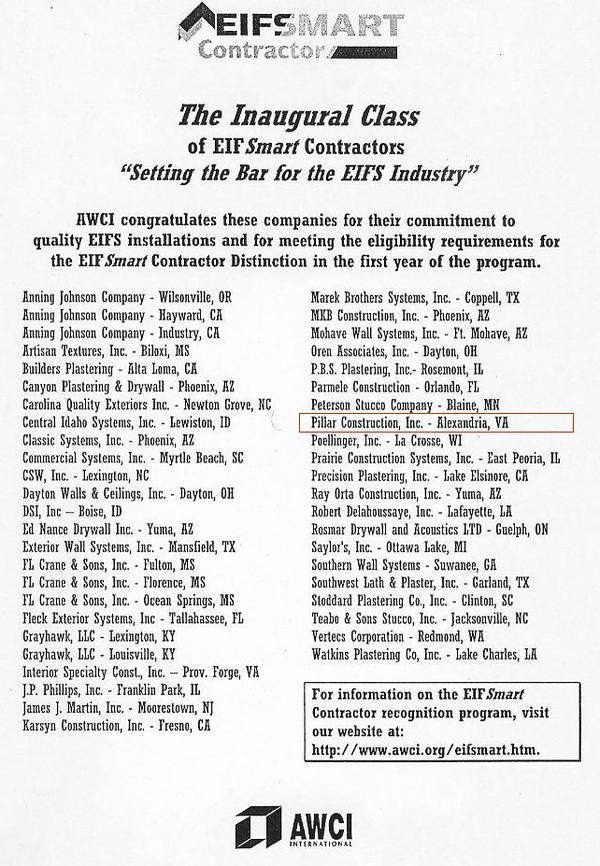 EIFSMART
Contractor
The Inaugural Class
of EIFSmart Contractors
"Setting the Bar for the EIFS Industry"
AWCI congratulates these companies for their commitment to
quality EIFS installations and for meeting the eligibility requirements for
the EIFSmart Contractor Distinction in the first year of the program.
Anning Johnson Company - Wilsonville, OR
Anning Johnson Company - Hayward, CA
Anning Johnson Company - Industry, CA
Artisan Textures, Inc. - Biloxi, MS
Builders Plastering - Alta Loma, CA
Canyon Plastering & Drywall - Phoenix, AZ
Carolina Quality Exteriors Inc. - Newton Grove, NC
Central Idaho Systems, Inc. - Lewiston, ID
Classic Systems, Inc. - Phoenix, AZ
Commercial Systems, Inc. - Myrtle Beach, SC
CSW, Inc. - Lexington, NC
Dayton Walls & Ceilings, Inc. - Dayton, OH
DSI, Inc – Boise, ID
Ed Nance Drywall Inc. - Yuma, AZ
Exterior Wall Systems, Inc. - Mansfield, TX
FL Crane & Sons, Inc. - Fulton, MS
FL Crane & Sons, Inc. - Florence, MS
FL Crane & Sons, Inc. - Ocean Springs, MS
Fleck Exterior Systems, Inc - Tallahassee, FL
Grayhawk, LLC - Lexington, KY
Grayhawk, LLC - Louisville, KY
Interior Specialty Const., Inc. – Prov. Forge, VA
J.P. Phillips, Inc. - Franklin Park, IL
James J. Martin, Inc. - Moorestown, NJ
Karsyn Construction, Inc. - Fresno, CA
Marek Brothers Systems, Inc. - Coppell, TX
MKB Construction, Inc. - Phoenix, AZ
Mohave Wall Systems, Inc. - Ft. Mohave, AZ
Oren Associates, Inc. - Dayton, OH
P.B.S. Plastering, Inc.- Rosemont, IL
Parmele Construction - Orlando, FL
Peterson Stucco Company - Blaine, MN
Pillar Construction, Inc. - Alexandria, VA
Poellinger, Inc. - La Crosse, WI
Prairie Construction Systems, Inc. - East Peoria, IL
Precision Plastering, Inc. - Lake Elsinore, CA
Ray Orta Construction, Inc. - Yuma, AZ
Robert Delahoussaye, Inc. - Lafayette, LA
Rosmar Drywall and Acoustics LTD - Guelph, ON
Saylor's, Inc. - Ottawa Lake, MI
Southern Wall Systems - Suwanee, GA
Southwest Lath & Plaster, Inc. - Garland, TX
Stoddard Plastering Co., Inc. - Clinton, SC
Teabo & Sons Stucco, Inc. - Jacksonville, NC
Vertecs Corporation - Redmond, WA
Watkins Plastering Co, Inc. - Lake Charles, LA
For information on the EIFSmart
Contractor recognition program, visit
our website at:
http://www.awci.org/eifsmart.htm.
AWCI
INTERNATIONAL